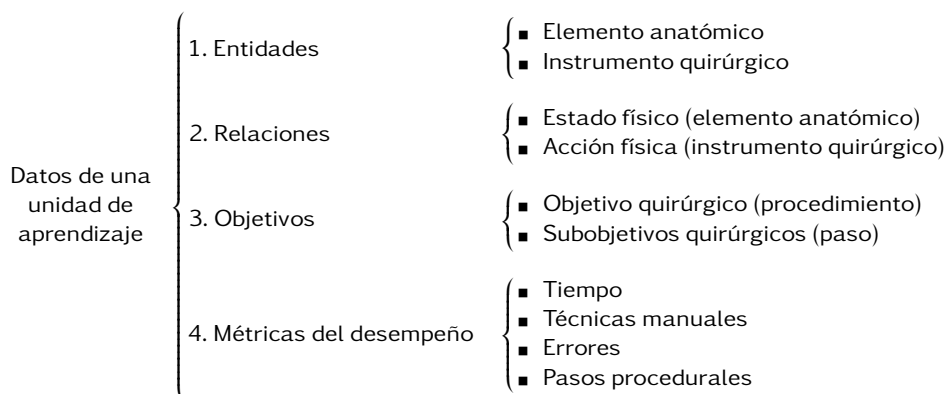 Datos de una
unidad de
aprendizaje
1. Entidades
■ Elemento anatómico
■ Instrumento quirúrgico
2. Relaciones
■ Estado físico (elemento anatómico)
■ Acción física (instrumento quirúrgico)
3. Objetivos
■ Objetivo quirúrgico (procedimiento)
■ Subobjetivos quirúrgicos (paso)
4. Métricas del desempeño
■ Tiempo
■ Técnicas manuales
■ Errores
■ Pasos procedurales